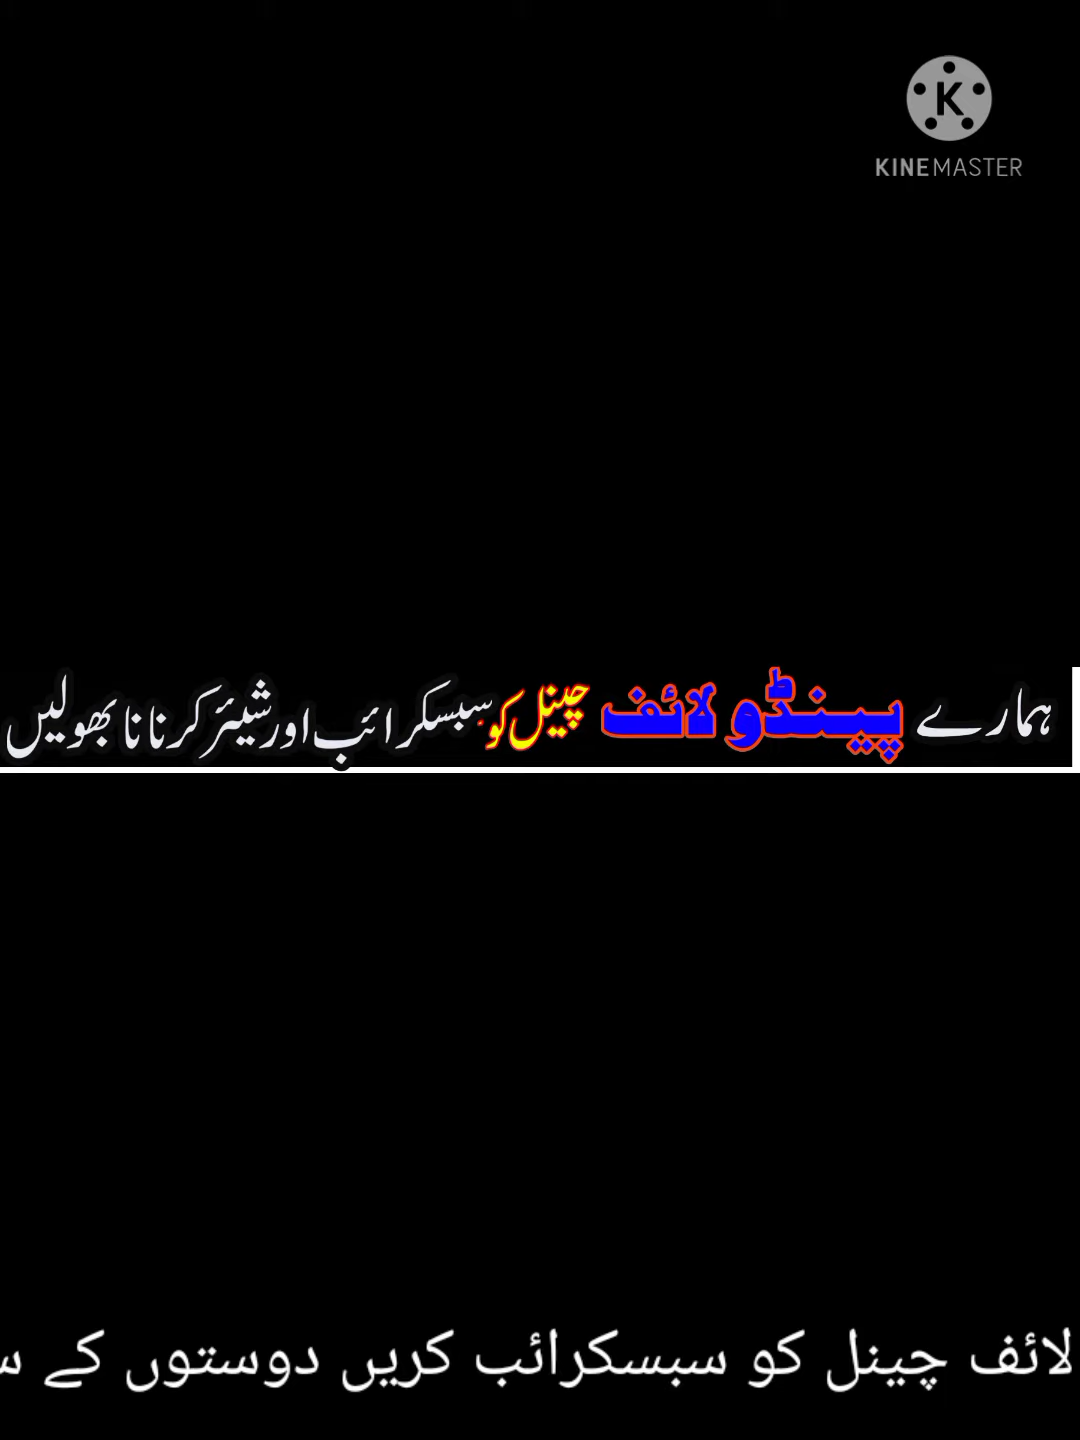 KINEMASTER
ہمارے پینڈو لائف چینل کو سبسکرائب اور شیئر کرنا نا بھولیں
لائف چینل کو سبسکرائب کریں دوستوں کے س